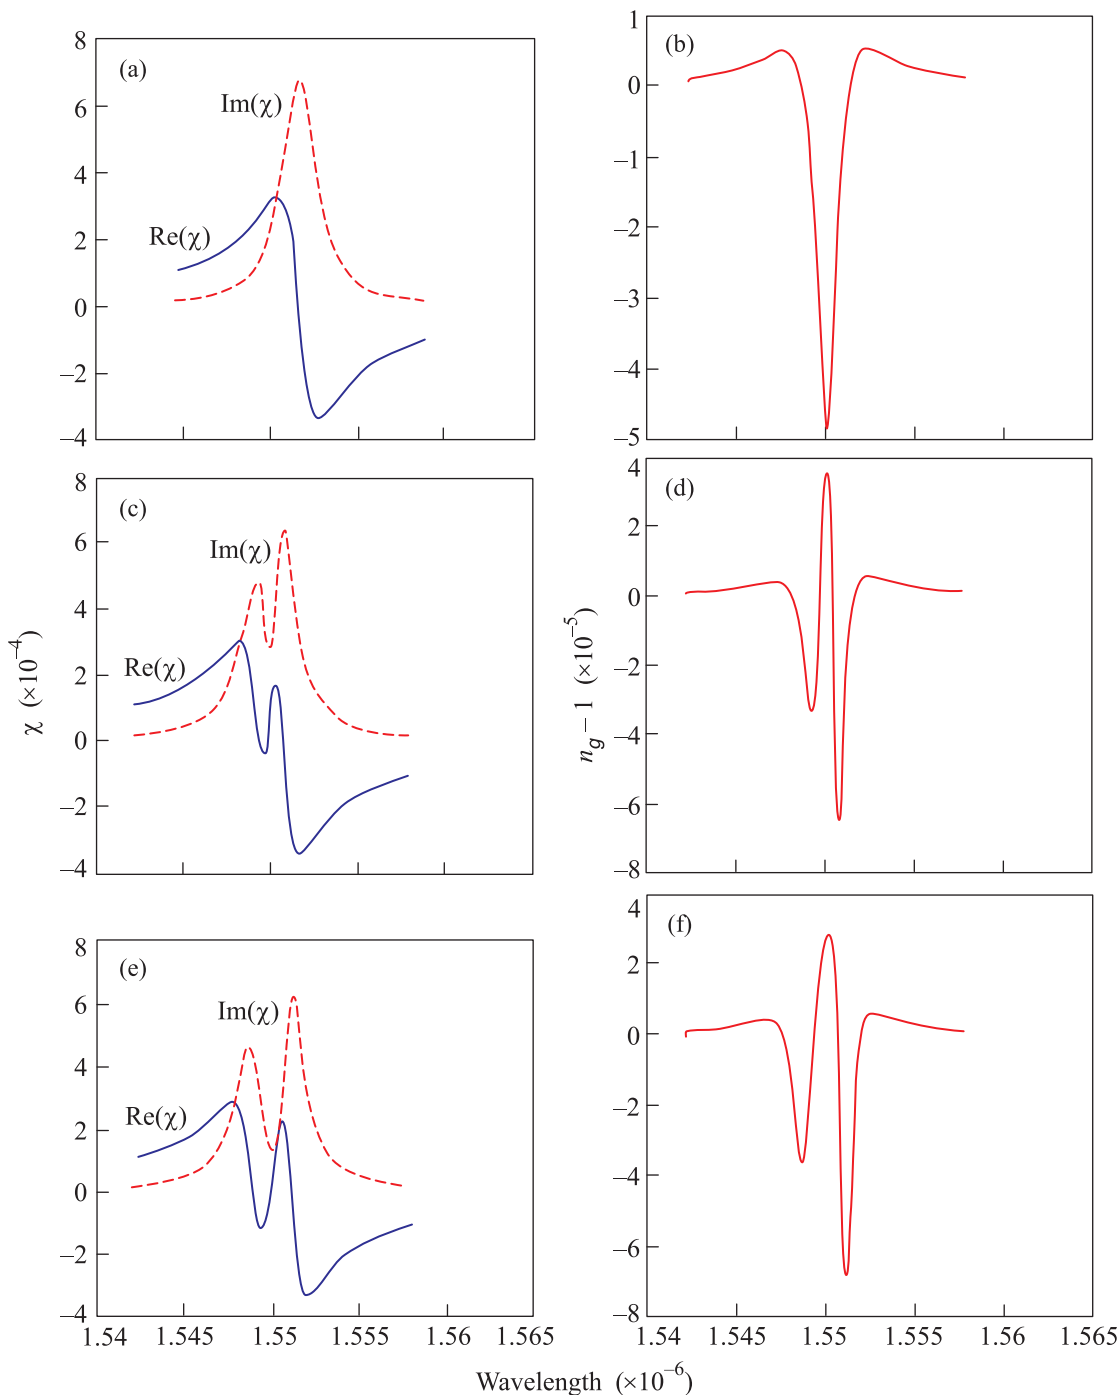 (a)
Im(χ)
Re(χ)
8
6
4
2
0
–2
–4
(b)
1
0
–1
–2
–3
–4
–5
(c)
Im(χ)
Re(χ)
8
6
4
2
0
–2
–4
χ (×10⁻⁴)
(d)
4
2
0
–2
–4
–6
–8
n_g – 1 (×10⁻⁵)
(e)
Im(χ)
Re(χ)
8
6
4
2
0
–2
–4
1.54 1.545 1.55 1.555 1.56 1.565
(f)
4
2
0
–2
–4
–6
–8
1.54 1.545 1.55 1.555 1.56 1.565
Wavelength (×10⁻⁶)